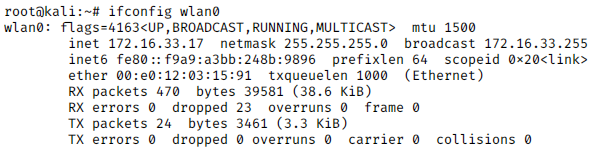 root@kali:~# ifconfig wlan0
wlan0: flags=4163<UP,BROADCAST,RUNNING,MULTICAST>  mtu 1500
        inet 172.16.33.17  netmask 255.255.255.0  broadcast 172.16.33.255
        inet6 fe80::f9a9:a3bb:248b:9896  prefixlen 64  scopeid 0×20<link>
        ether 00:e0:12:03:15:91  txqueuelen 1000  (Ethernet)
        RX packets 470  bytes 39581 (38.6 KiB)
        RX errors 0  dropped 23  overruns 0  frame 0
        TX packets 24  bytes 3461 (3.3 KiB)
        TX errors 0  dropped 0 overruns 0  carrier 0  collisions 0